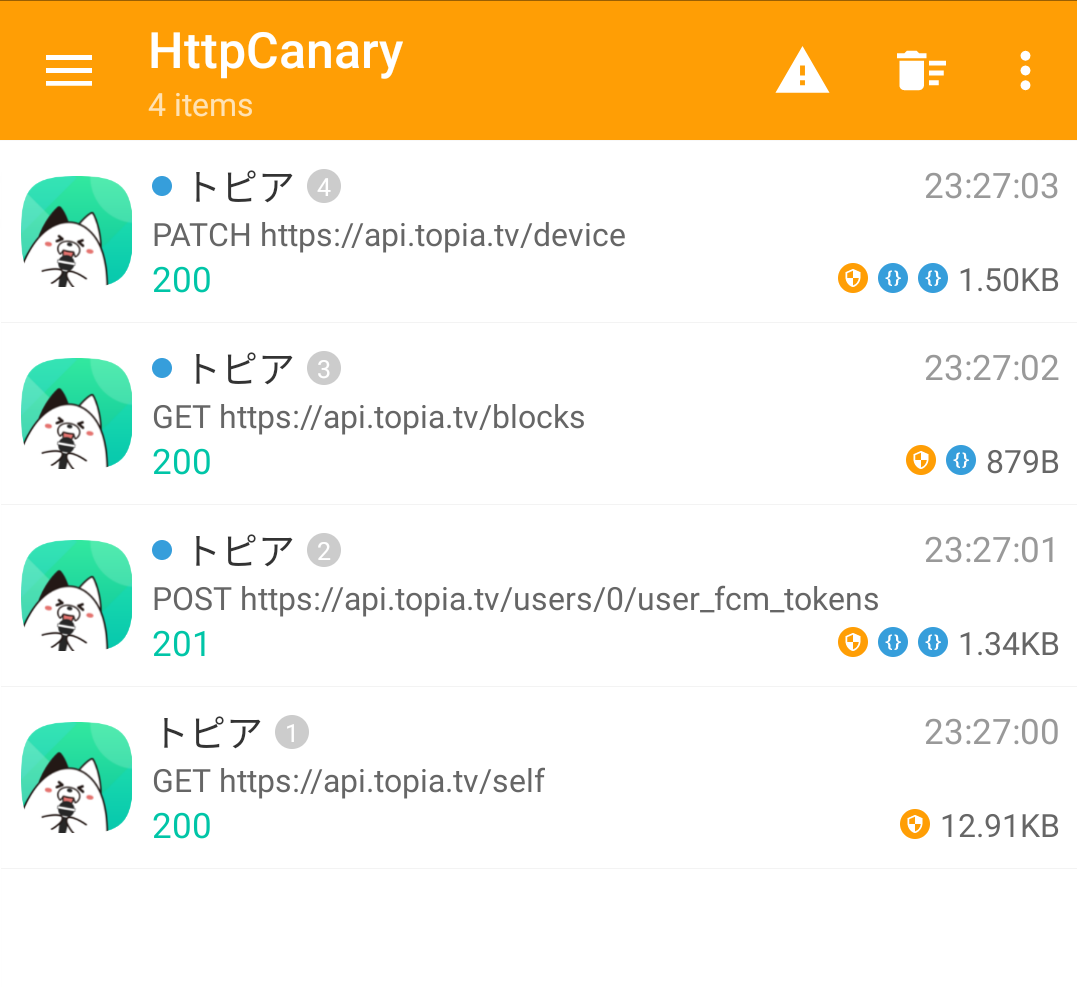 HttpCanary
4 items
トピア 4 23:27:03
PATCH https://api.topia.tv/device
200 {} {} 1.50KB
トピア 3 23:27:02
GET https://api.topia.tv/blocks
200 {} 879B
トピア 2 23:27:01
POST https://api.topia.tv/users/0/user_fcm_tokens
201 {} {} 1.34KB
トピア 1 23:27:00
GET https://api.topia.tv/self
200 12.91KB